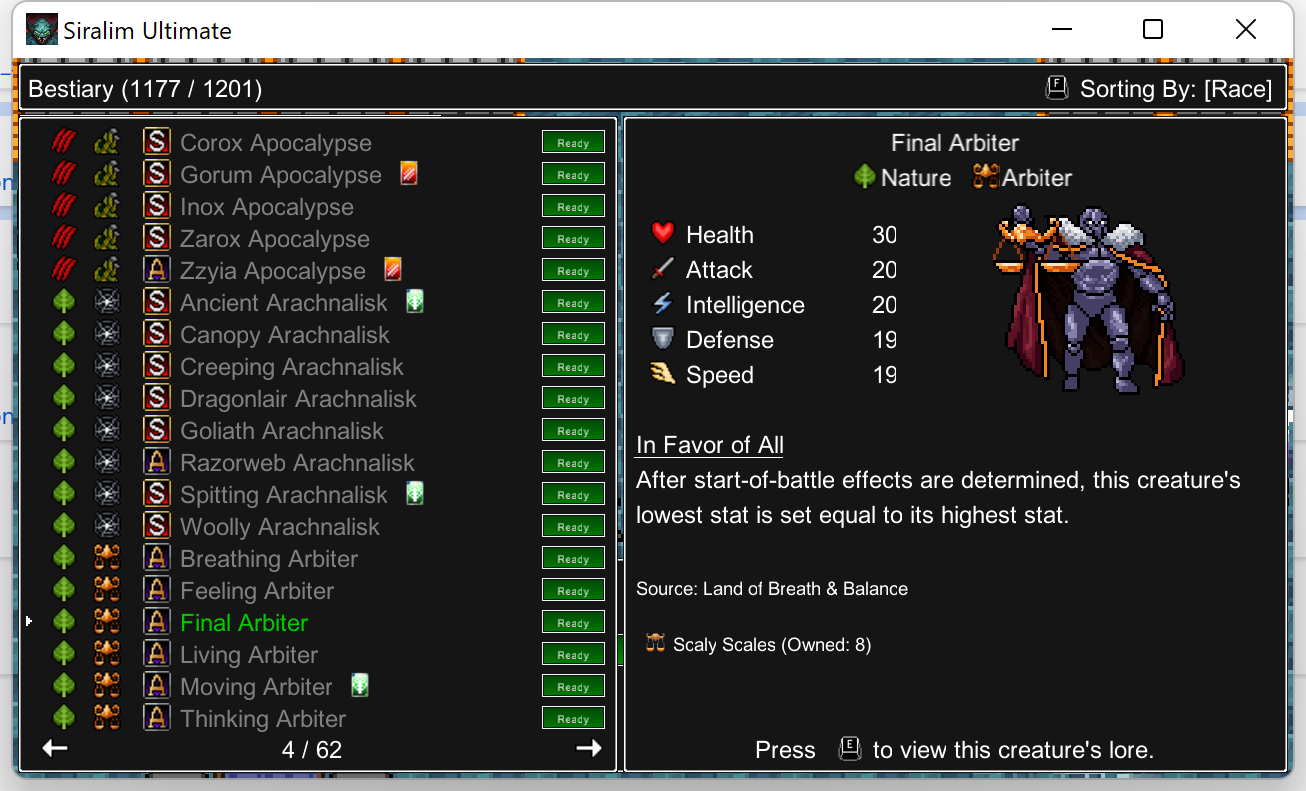 Siralim Ultimate
Bestiary (1177 / 1201)
F Sorting By: [Race]
S Corox Apocalypse Ready
S Gorum Apocalypse Ready
S Inox Apocalypse Ready
S Zarox Apocalypse Ready
A Zzyia Apocalypse Ready
S Ancient Arachnalisk Ready
S Canopy Arachnalisk Ready
S Creeping Arachnalisk Ready
S Dragonlair Arachnalisk Ready
S Goliath Arachnalisk Ready
A Razorweb Arachnalisk Ready
S Spitting Arachnalisk Ready
S Woolly Arachnalisk Ready
A Breathing Arbiter Ready
A Feeling Arbiter Ready
A Final Arbiter Ready
A Living Arbiter Ready
A Moving Arbiter Ready
A Thinking Arbiter Ready
4 / 62
Final Arbiter
Nature Arbiter
Health 30
Attack 20
Intelligence 20
Defense 19
Speed 19
In Favor of All
After start-of-battle effects are determined, this creature's
lowest stat is set equal to its highest stat.
Source: Land of Breath & Balance
Scaly Scales (Owned: 8)
Press E to view this creature's lore.